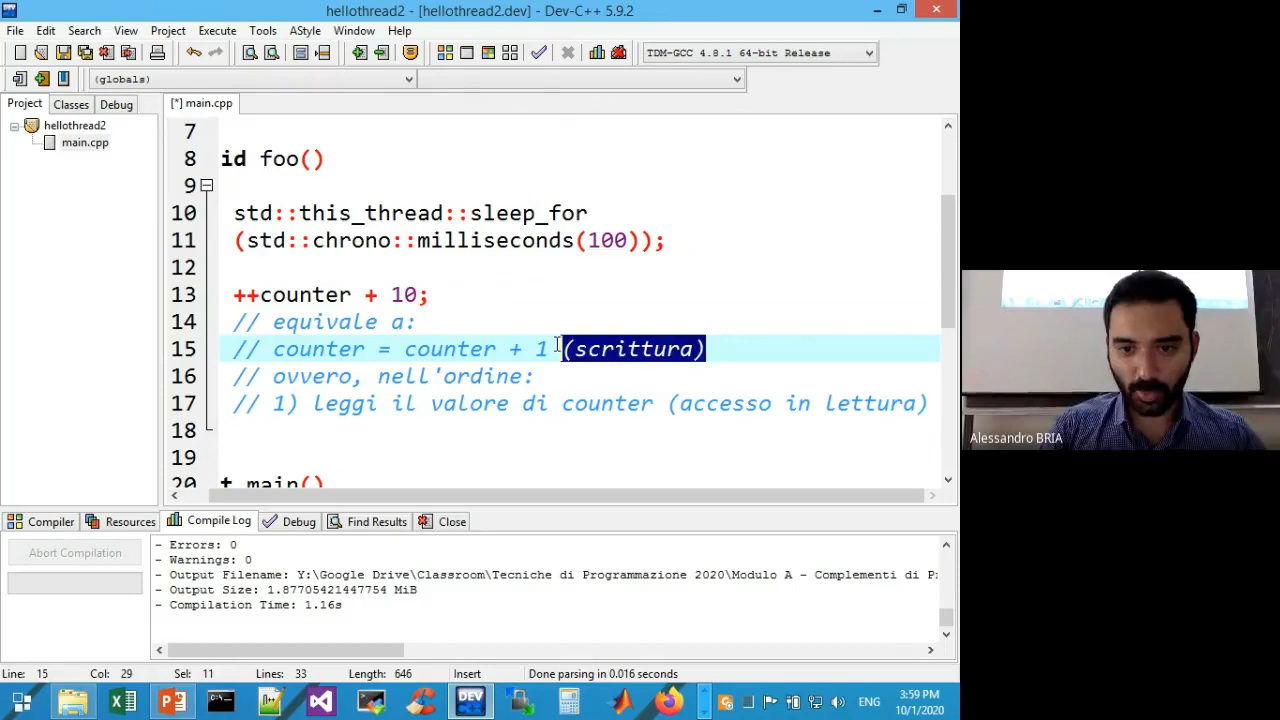 hellothread2 - [hellothread2.dev] - Dev-C++ 5.9.2
File Edit Search View Project Execute Tools AStyle Window Help
TDM-GCC 4.8.1 64-bit Release
(globals)
Project Classes Debug
[*] main.cpp
hellothread2
main.cpp
7
8 id foo()
9
10 std::this_thread::sleep_for
11 (std::chrono::milliseconds(100));
12
13 ++counter + 10;
14 // equivale a:
15 // counter = counter + 1 (scrittura)
16 // ovvero, nell'ordine:
17 // 1) leggi il valore di counter (accesso in lettura)
18
19
20 t main()
Alessandro BRIA
Compiler Resources Compile Log Debug Find Results Close
Abort Compilation
- Errors: 0
- Warnings: 0
- Output Filename: Y:\Google Drive\Classroom\Tecniche di Programmazione 2020\Modulo A - Complementi di P
- Output Size: 1.87705421447754 MiB
- Compilation Time: 1.16s
Line: 15 Col: 29 Sel: 11 Lines: 33 Length: 646 Insert Done parsing in 0.016 seconds
DEV
ENG
3:59 PM
10/1/2020